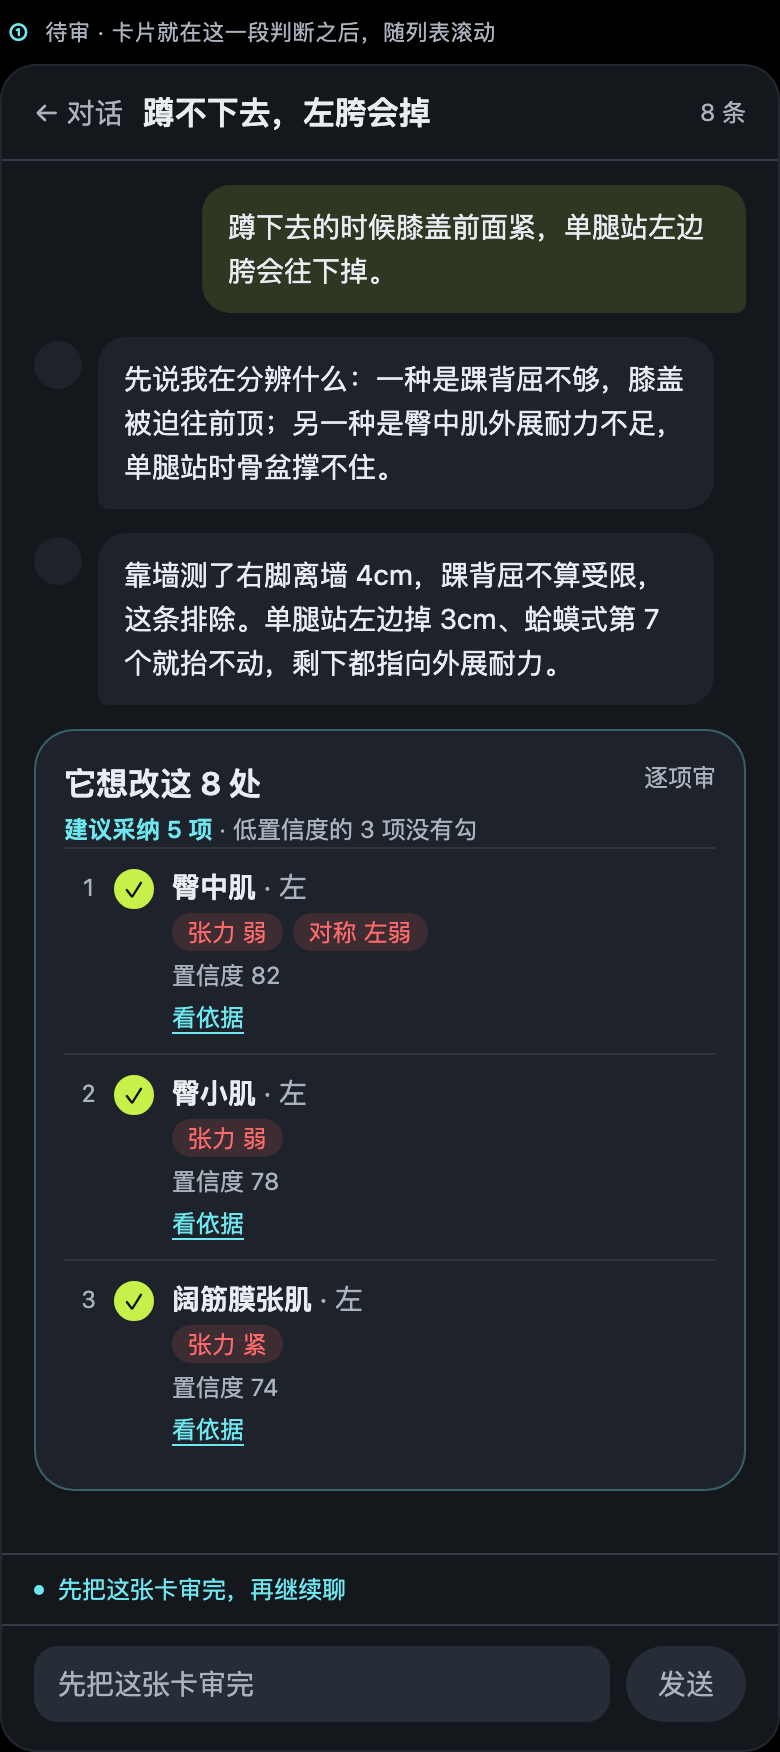 ① 待审 · 卡片就在这一段判断之后，随列表滚动
← 对话 蹲不下去，左胯会掉 8 条
蹲下去的时候膝盖前面紧，单腿站左边
胯会往下掉。
先说我在分辨什么：一种是踝背屈不够，膝盖
被迫往前顶；另一种是臀中肌外展耐力不足，
单腿站时骨盆撑不住。
靠墙测了右脚离墙 4cm，踝背屈不算受限，
这条排除。单腿站左边掉 3cm、蛤蟆式第 7
个就抬不动，剩下都指向外展耐力。
它想改这 8 处 逐项审
建议采纳 5 项 · 低置信度的 3 项没有勾
1 臀中肌 · 左
张力 弱 对称 左弱
置信度 82
看依据
2 臀小肌 · 左
张力 弱
置信度 78
看依据
3 阔筋膜张肌 · 左
张力 紧
置信度 74
看依据
先把这张卡审完，再继续聊
先把这张卡审完 发送